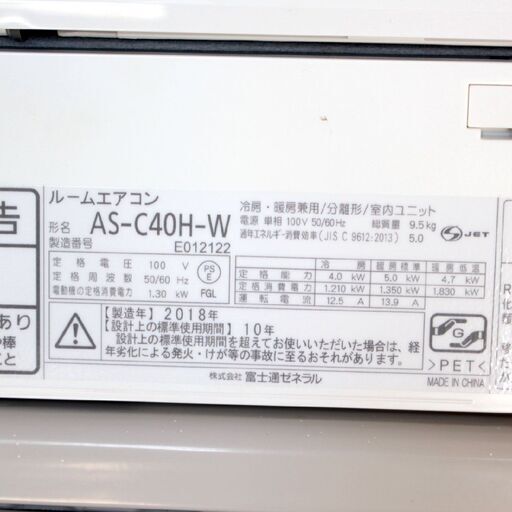 告
あり
や棒
こと
ルームエアコン
形名 AS-C40H-W
製造番号 E012122
冷房・暖房兼用/分離形/室内ユニット
電源 単相 100V 50/60Hz 総質量 9.5kg
通年エネルギー消費効率(JIS C 9612:2013) 5.0
S JET
定格電圧 100 V
定格周波数 50/60 Hz
電動機の定格消費電力 1.30 kW
PS
E
FGL
冷房 暖房標準 暖房低温
定格能力 4.0 kW 5.0 kW 4.7 kW
定格消費電力 1.210 kW 1.350 kW 1.830 kW
運転電流 12.5 A 13.9 A
【製造年】2018年
【設計上の標準使用期間】10年
設計上の標準使用期間を超えてお使いいただいた場合は、経
年劣化による発火・けが等の事故に至るおそれがあります。
株式会社 富士通ゼネラル
G
>PET<
MADE IN CHINA